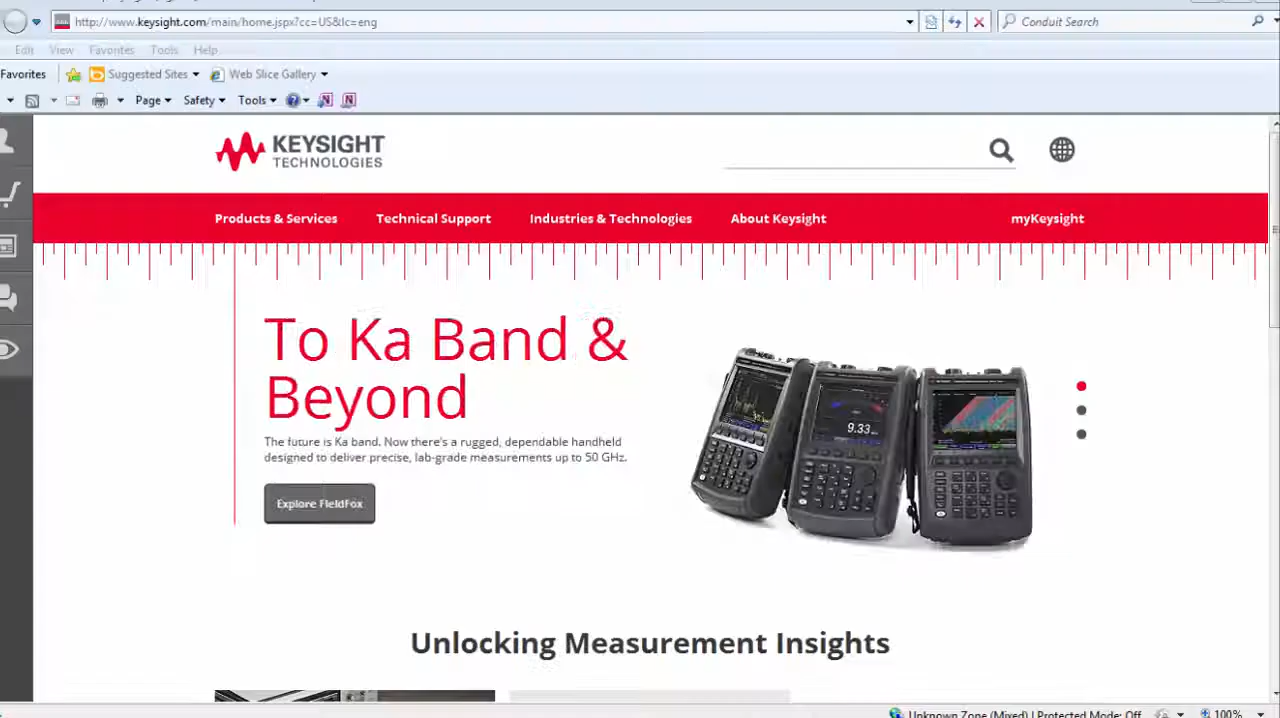 http://www.keysight.com/main/home.jspx?cc=US&lc=eng
Conduit Search
Edit View Favorites Tools Help
Favorites Suggested Sites Web Slice Gallery
Page Safety Tools
KEYSIGHT
TECHNOLOGIES
Products & Services Technical Support Industries & Technologies About Keysight myKeysight
To Ka Band &
Beyond
The future is Ka band. Now there's a rugged, dependable handheld
designed to deliver precise, lab-grade measurements up to 50 GHz.
9.33
Explore FieldFox
Unlocking Measurement Insights
Unknown Zone (Mixed) | Protected Mode: Off 100%